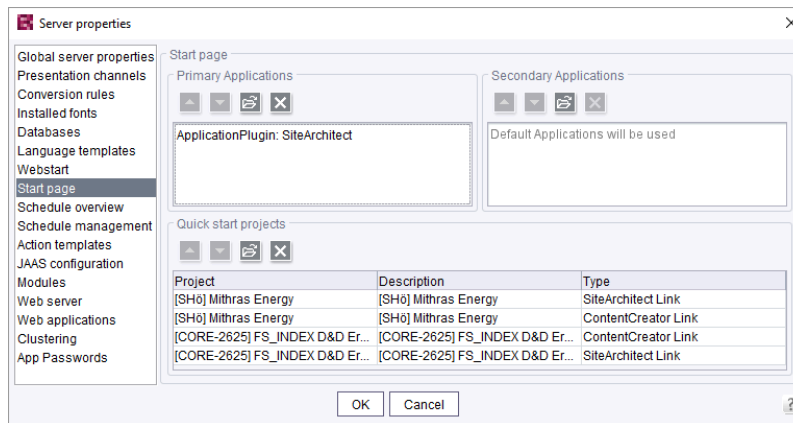 Server properties
Global server properties
Presentation channels
Conversion rules
Installed fonts
Databases
Language templates
Webstart
Start page
Schedule overview
Schedule management
Action templates
JAAS configuration
Modules
Web server
Web applications
Clustering
App Passwords
Start page
Primary Applications
ApplicationPlugin: SiteArchitect
Secondary Applications
Default Applications will be used
Quick start projects
Project Description Type
[SHö] Mithras Energy [SHö] Mithras Energy SiteArchitect Link
[SHö] Mithras Energy [SHö] Mithras Energy ContentCreator Link
[CORE-2625] FS_INDEX D&D Er... [CORE-2625] FS_INDEX D&D Er... ContentCreator Link
[CORE-2625] FS_INDEX D&D Er... [CORE-2625] FS_INDEX D&D Er... SiteArchitect Link
OK Cancel
?